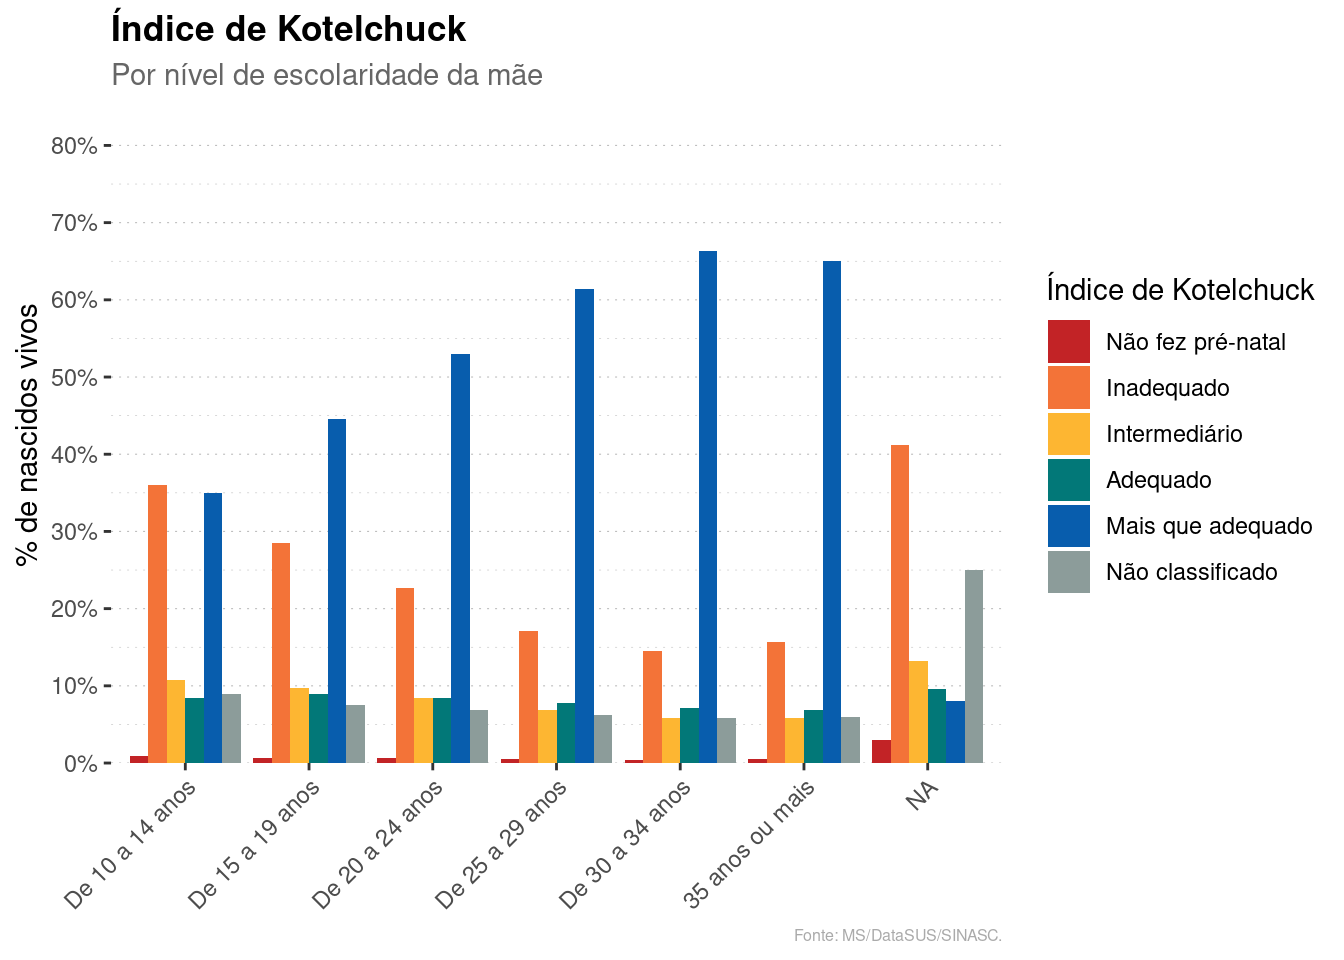 Índice de Kotelchuck
Por nível de escolaridade da mãe
% de nascidos vivos
80%
70%
60%
50%
40%
30%
20%
10%
0%
De 10 a 14 anos
De 15 a 19 anos
De 20 a 24 anos
De 25 a 29 anos
De 30 a 34 anos
35 anos ou mais
NA
Índice de Kotelchuck
Não fez pré-natal
Inadequado
Intermediário
Adequado
Mais que adequado
Não classificado
Fonte: MS/DataSUS/SINASC.